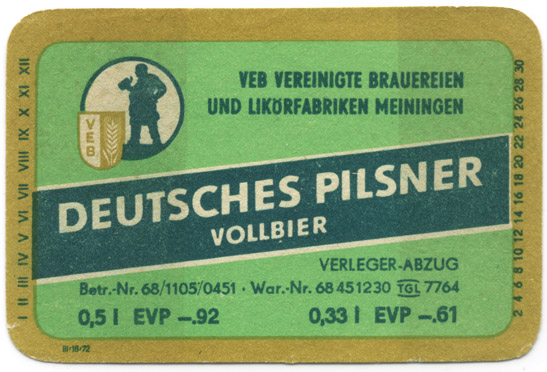 VEB VEREINIGTE BRAUEREIEN
UND LIKÖRFABRIKEN MEININGEN
VEB
DEUTSCHES PILSNER
VOLLBIER
VERLEGER-ABZUG
Betr.-Nr. 68/1105/0451 · War.-Nr. 68 451230 TGL 7764
0,5 l EVP –.92 0,33 l EVP –.61
I II III IV V VI VII VIII IX X XI XII
2 4 6 8 10 12 14 16 18 20 22 24 26 28 30
III·18·72